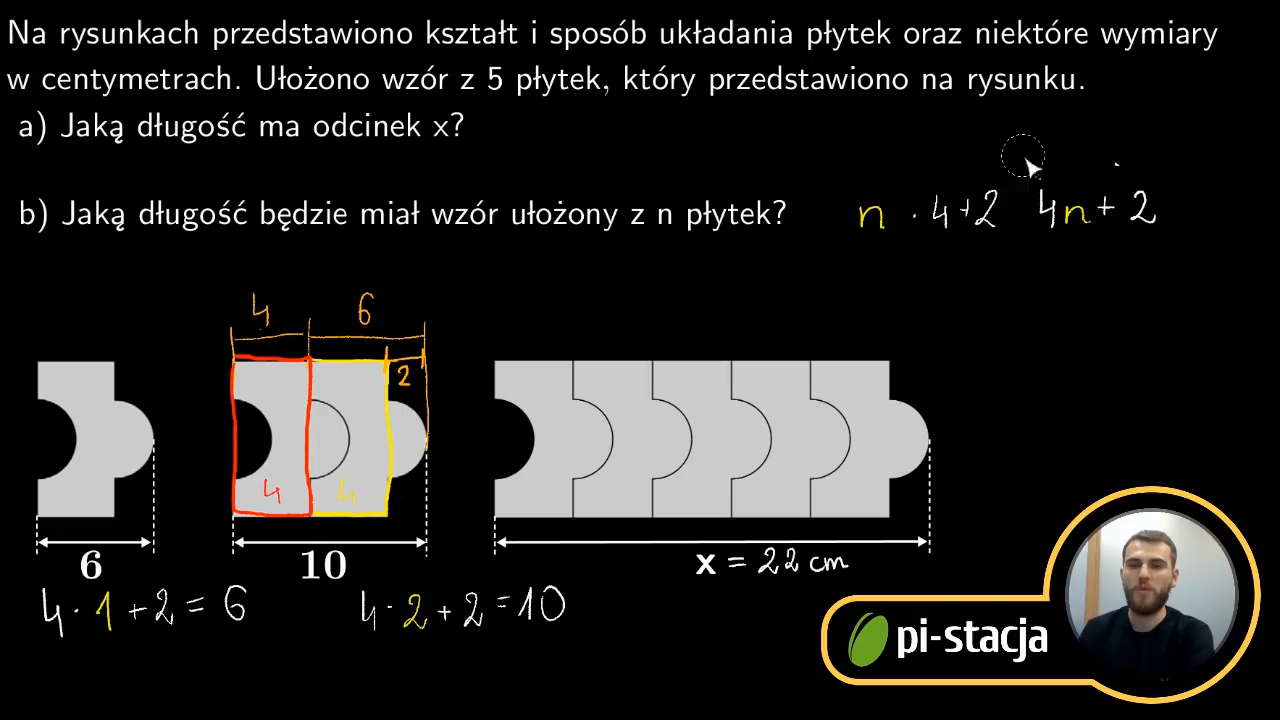 Na rysunkach przedstawiono kształt i sposób układania płytek oraz niektóre wymiary
w centymetrach. Ułożono wzór z 5 płytek, który przedstawiono na rysunku.
a) Jaką długość ma odcinek x?
b) Jaką długość będzie miał wzór ułożony z n płytek? n · 4+2 4n+ 2
4 6
2
4 4
6 10 x = 22 cm
4 · 1 + 2 = 6 4 · 2 + 2 = 10
pi-stacja